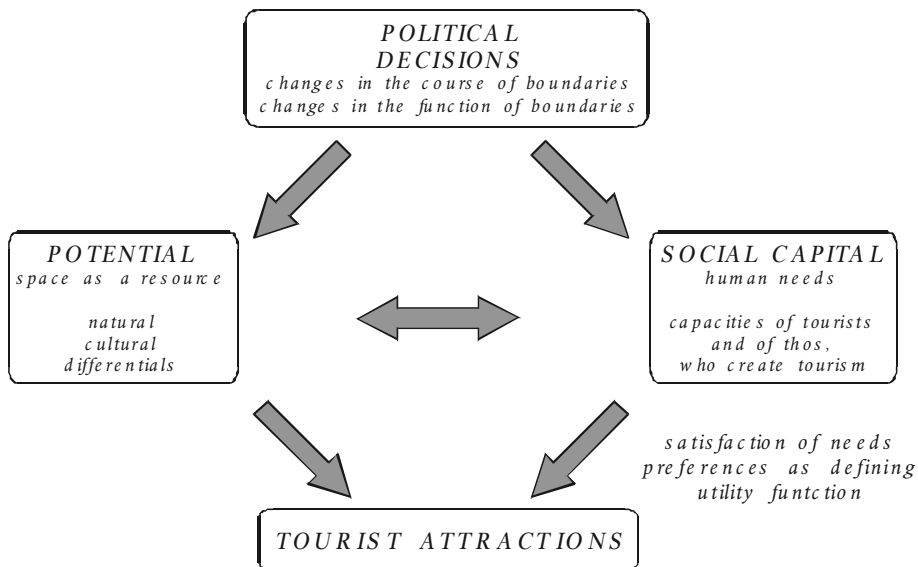 POLITICAL
DECISIONS
changes in the course of boundaries
changes in the function of boundaries
POTENTIAL
space as a resource
natural
cultural
differentials
SOCIAL CAPITAL
human needs
capacities of tourists
and of thos,
who create tourism
satisfaction of needs
preferences as defining
utility funtction
TOURIST ATTRACTIONS